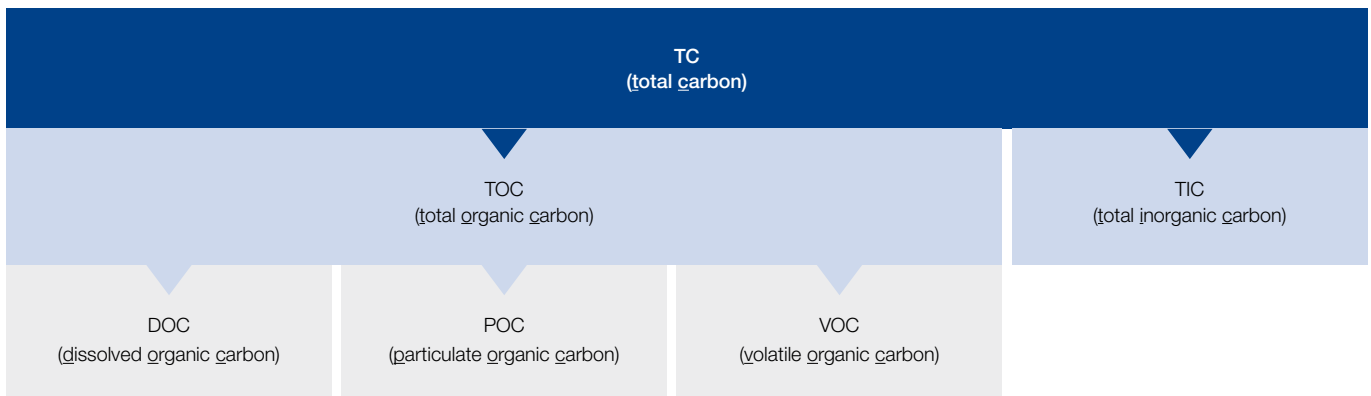 TC
(total carbon)
TOC
(total organic carbon)
TIC
(total inorganic carbon)
DOC
(dissolved organic carbon)
POC
(particulate organic carbon)
VOC
(volatile organic carbon)